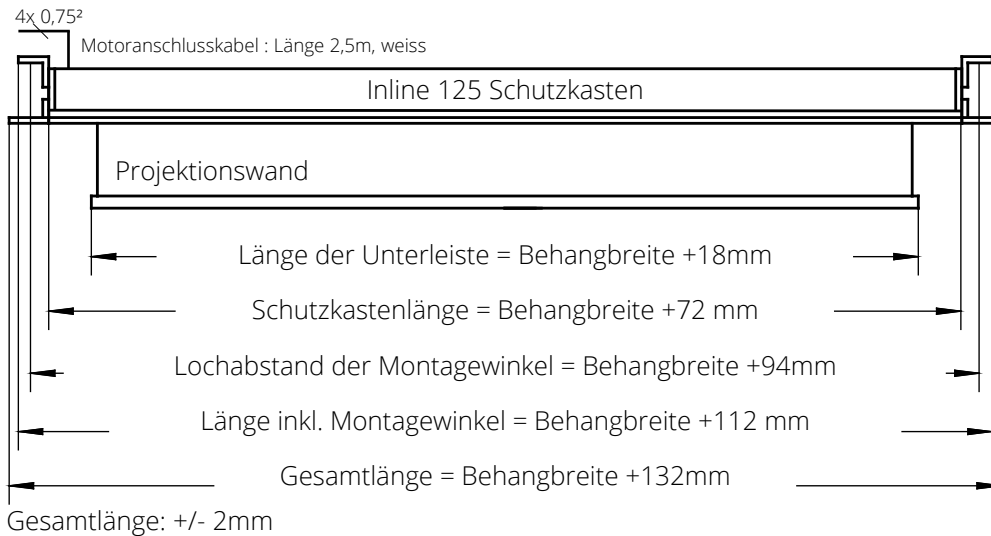 4x 0,75²
Motoranschlusskabel : Länge 2,5m, weiss
Inline 125 Schutzkasten
Projektionswand
Länge der Unterleiste = Behangbreite +18mm
Schutzkastenlänge = Behangbreite +72 mm
Lochabstand der Montagewinkel = Behangbreite +94mm
Länge inkl. Montagewinkel = Behangbreite +112 mm
Gesamtlänge = Behangbreite +132mm
Gesamtlänge: +/- 2mm